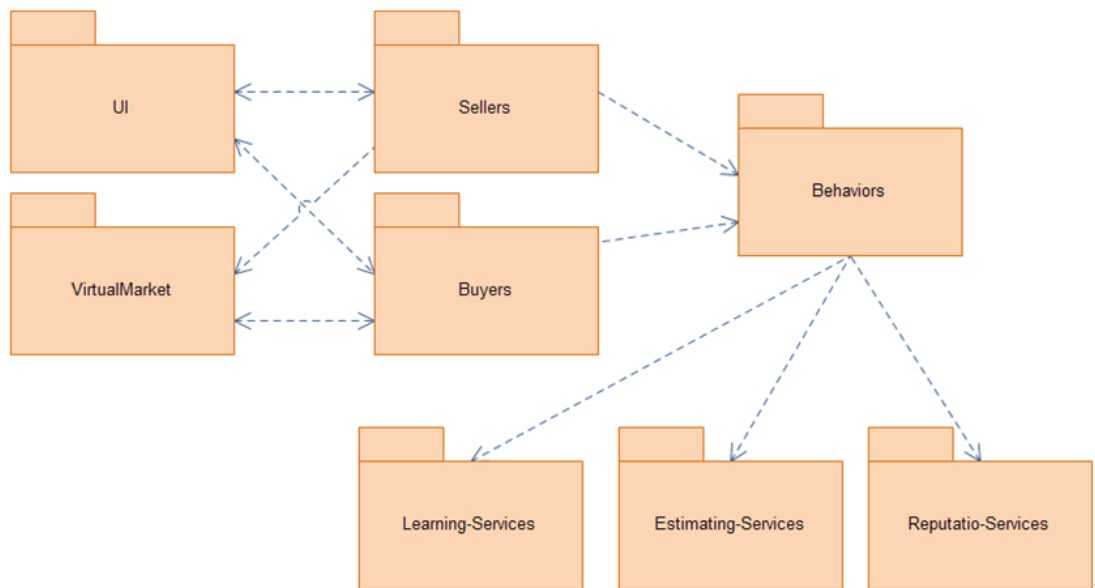 UI
Sellers
Behaviors
VirtualMarket
Buyers
Learning-Services
Estimating-Services
Reputatio-Services